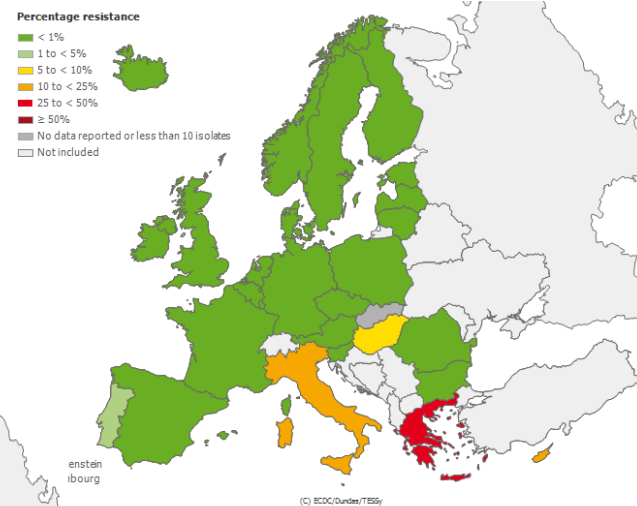 Percentage resistance
< 1%
1 to < 5%
5 to < 10%
10 to < 25%
25 to < 50%
≥ 50%
No data reported or less than 10 isolates
Not included
enstein
bourg
(C) ECDC/Dundas/TESSy